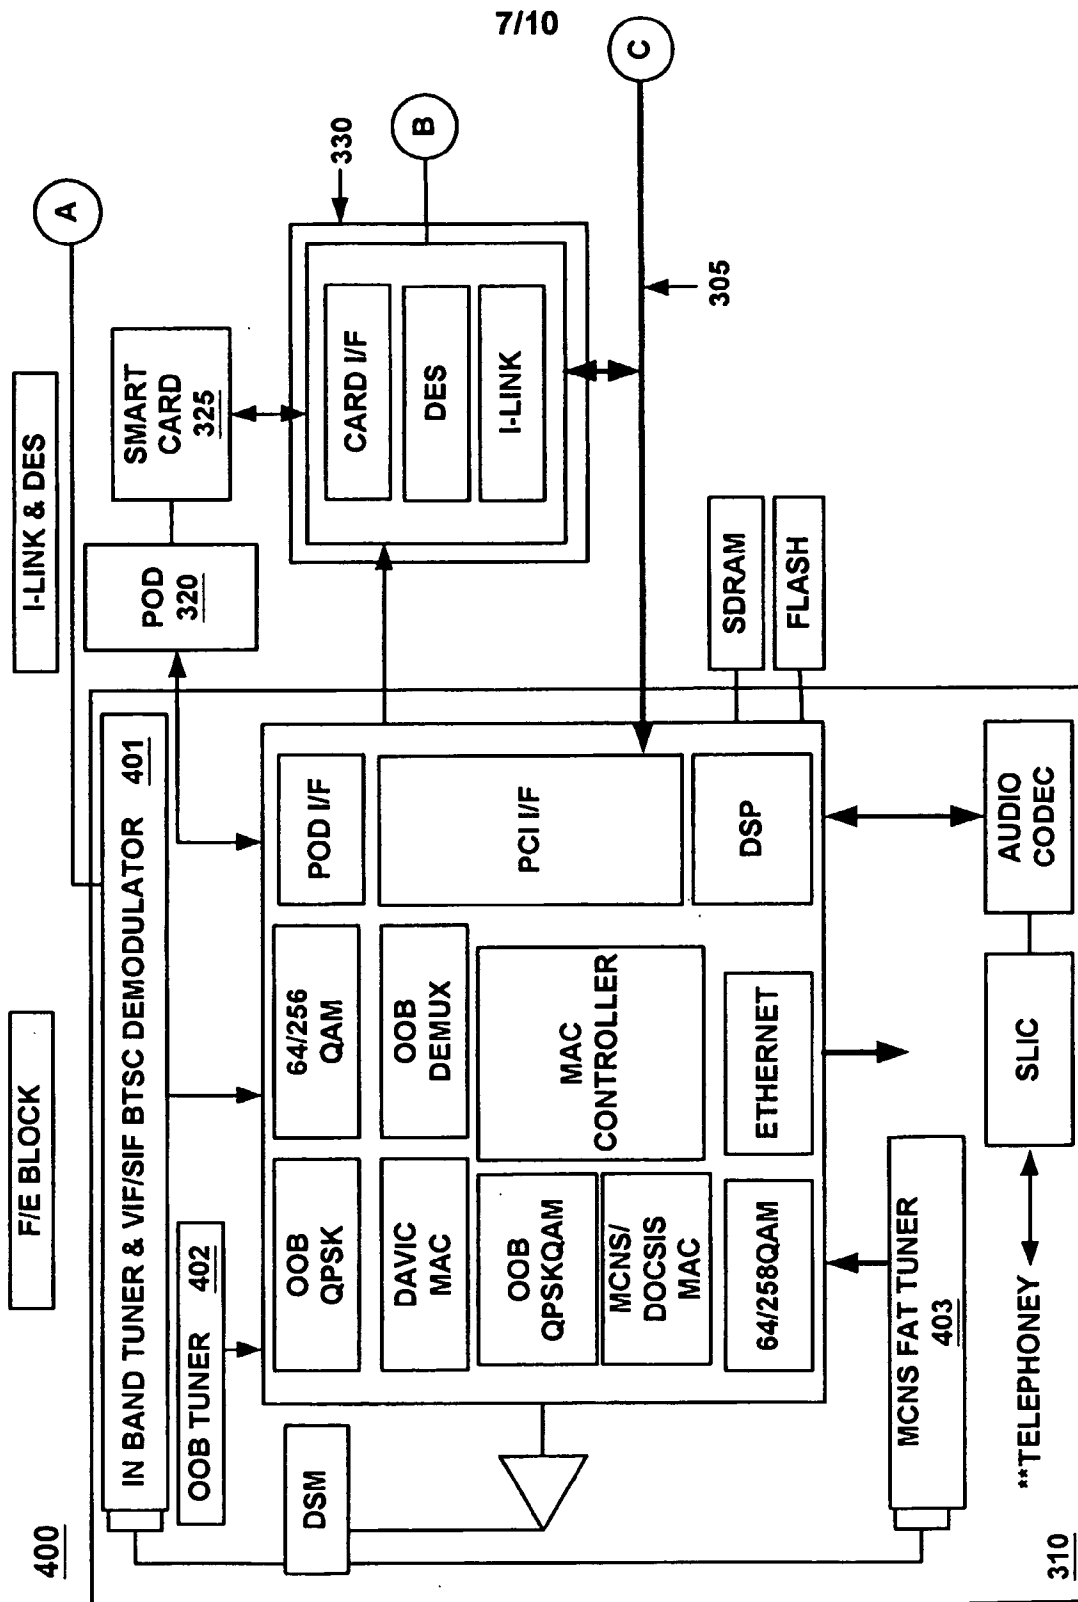 7/10
400
F/E BLOCK
I-LINK & DES
A
IN BAND TUNER & VIF/SIF BTSC DEMODULATOR 401
OOB TUNER 402
POD
320
SMART
CARD
325
330
B
C
DSM
OOB
QPSK
64/256
QAM
POD I/F
DAVIC
MAC
OOB
DEMUX
PCI I/F
OOB
QPSKQAM
MAC
CONTROLLER
MCNS/
DOCSIS
MAC
64/258QAM
ETHERNET
DSP
CARD I/F
DES
I-LINK
305
SDRAM
FLASH
MCNS FAT TUNER
403
**TELEPHONEY
SLIC
AUDIO
CODEC
310